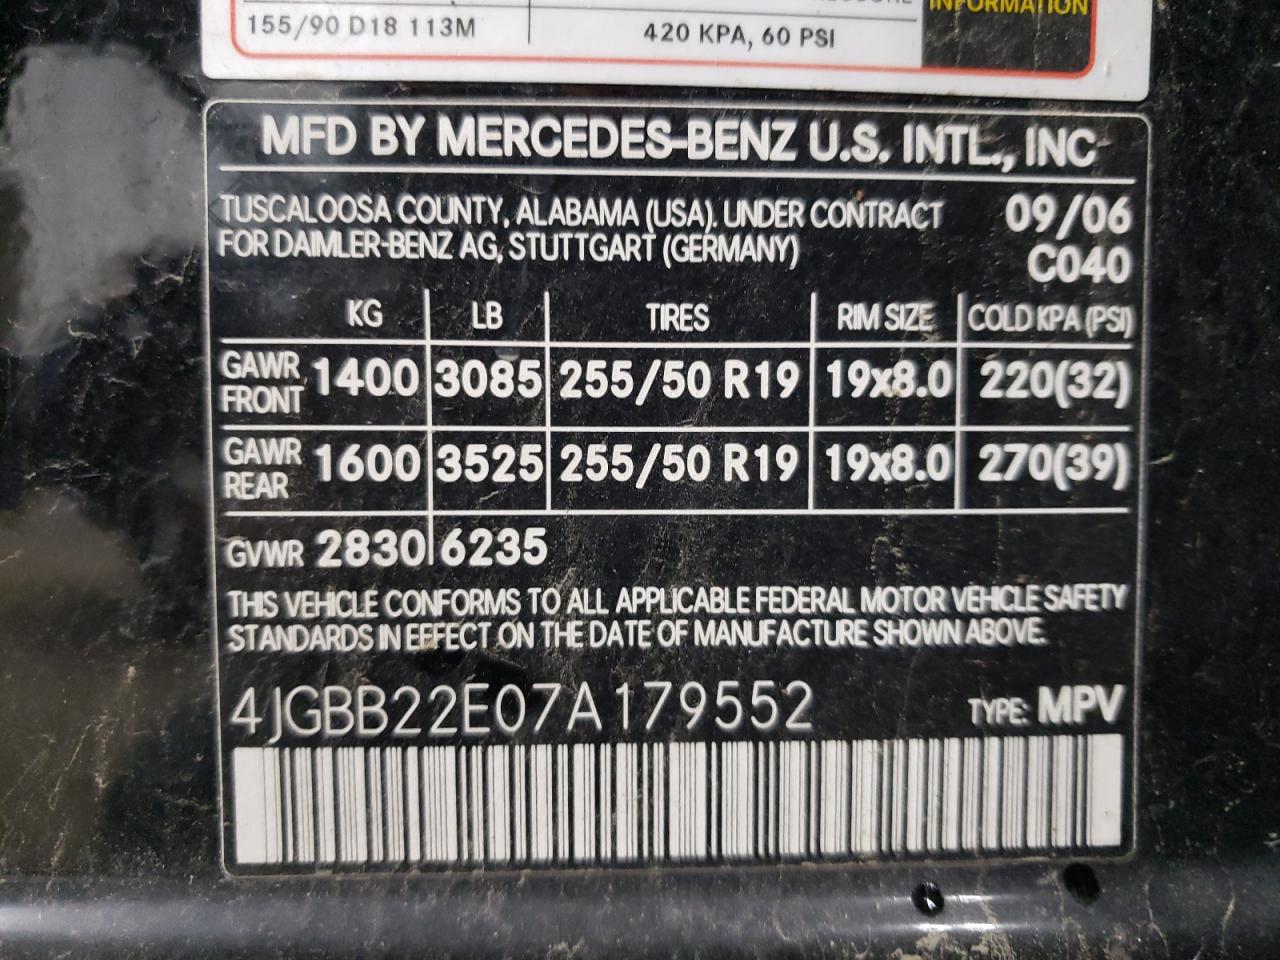 155/90 D18 113M 420 KPA, 60 PSI INFORMATION
MFD BY MERCEDES-BENZ U.S. INTL., INC
TUSCALOOSA COUNTY, ALABAMA (USA). UNDER CONTRACT 09/06
FOR DAIMLER-BENZ AG, STUTTGART (GERMANY) C040
KG LB TIRES RIM SIZE COLD KPA (PSI)
GAWR FRONT 1400 3085 255/50 R19 19x8.0 220(32)
GAWR REAR 1600 3525 255/50 R19 19x8.0 270(39)
GVWR 2830 6235
THIS VEHICLE CONFORMS TO ALL APPLICABLE FEDERAL MOTOR VEHICLE SAFETY
STANDARDS IN EFFECT ON THE DATE OF MANUFACTURE SHOWN ABOVE.
4JGBB22E07A179552 TYPE: MPV